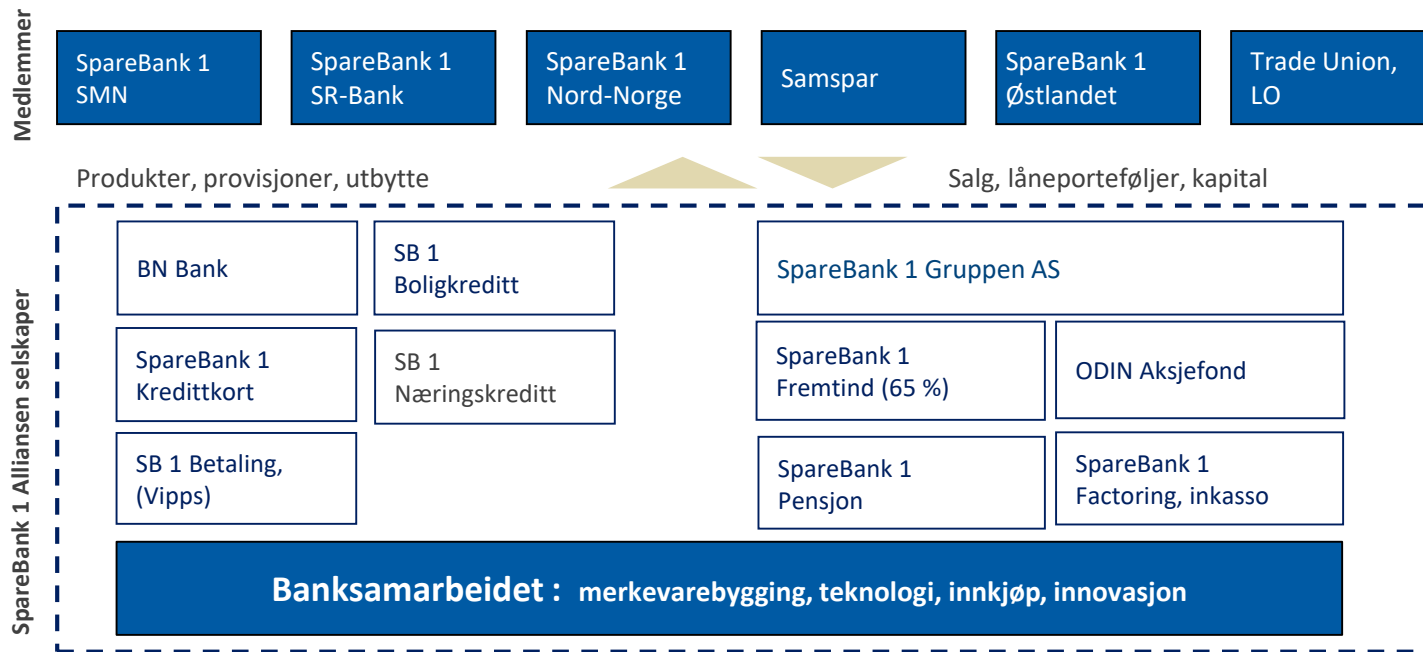 Medlemmer
SpareBank 1
SMN
SpareBank 1
SR-Bank
SpareBank 1
Nord-Norge
Samspar
SpareBank 1
Østlandet
Trade Union,
LO
Produkter, provisjoner, utbytte
Salg, låneporteføljer, kapital
SpareBank 1 Alliansen selskaper
BN Bank
SB 1
Boligkreditt
SpareBank 1
Kredittkort
SB 1
Næringskreditt
SB 1 Betaling,
(Vipps)
SpareBank 1 Gruppen AS
SpareBank 1
Fremtind (65 %)
ODIN Aksjefond
SpareBank 1
Pensjon
SpareBank 1
Factoring, inkasso
Banksamarbeidet : merkevarebygging, teknologi, innkjøp, innovasjon